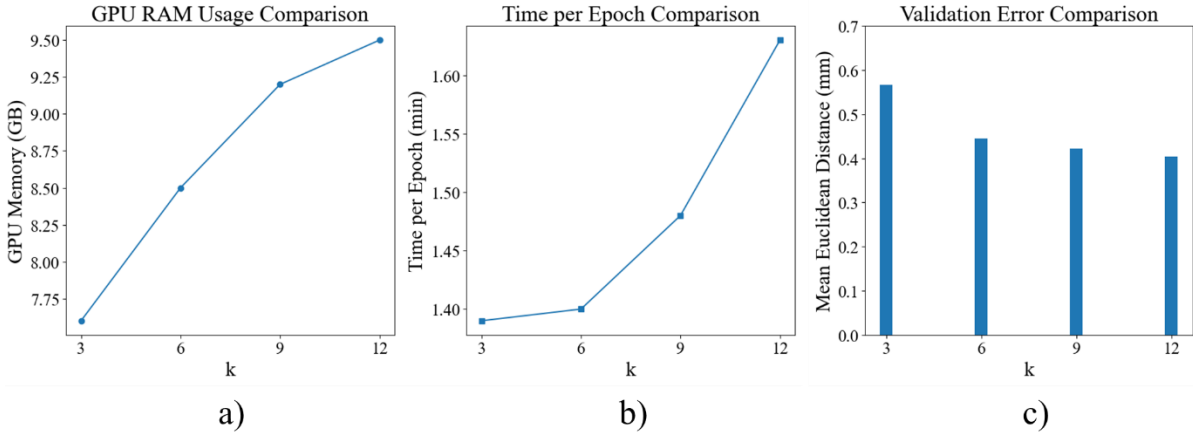 GPU RAM Usage Comparison
GPU Memory (GB)
9.50
9.25
9.00
8.75
8.50
8.25
8.00
7.75
3 6 9 12
k
a)
Time per Epoch Comparison
Time per Epoch (min)
1.60
1.55
1.50
1.45
1.40
3 6 9 12
k
b)
Validation Error Comparison
Mean Euclidean Distance (mm)
0.7
0.6
0.5
0.4
0.3
0.2
0.1
0.0
3 6 9 12
k
c)